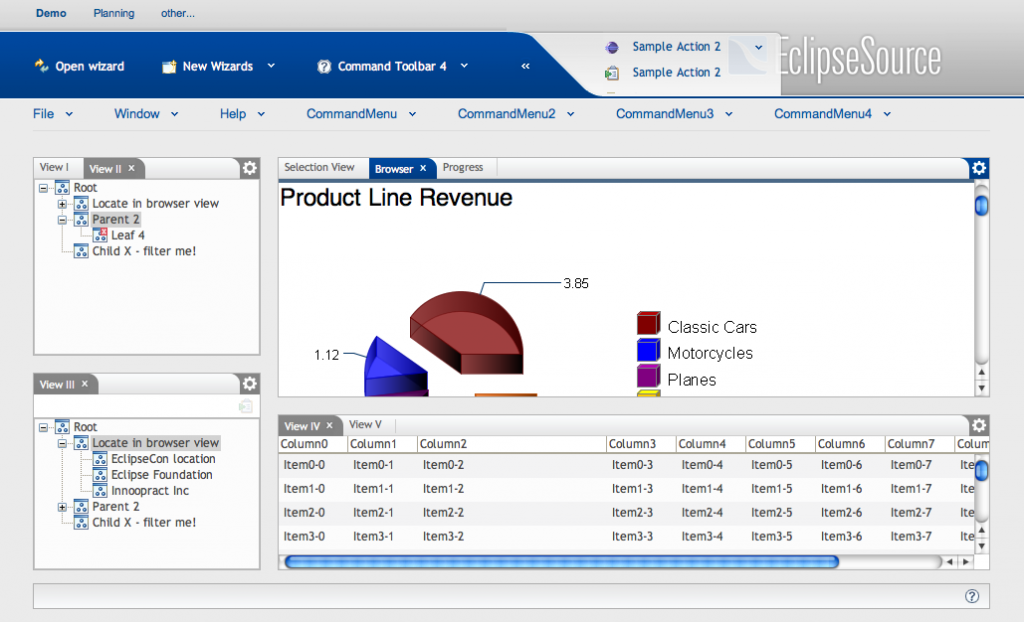 Demo Planning other...
Open wizard New Wizards Command Toolbar 4 «
Sample Action 2
Sample Action 2
EclipseSource
File Window Help CommandMenu CommandMenu2 CommandMenu3 CommandMenu4
View I View II
Root
Locate in browser view
Parent 2
Leaf 4
Child X - filter me!
Selection View Browser Progress
Product Line Revenue
3.85
1.12
Classic Cars
Motorcycles
Planes
View III
Root
Locate in browser view
EclipseCon location
Eclipse Foundation
Innoopract Inc
Parent 2
Child X - filter me!
View IV View V
Column0 Column1 Column2 Column3 Column4 Column5 Column6 Column7 Colum
Item0-0 Item0-1 Item0-2 Item0-3 Item0-4 Item0-5 Item0-6 Item0-7 Ite
Item1-0 Item1-1 Item1-2 Item1-3 Item1-4 Item1-5 Item1-6 Item1-7 Ite
Item2-0 Item2-1 Item2-2 Item2-3 Item2-4 Item2-5 Item2-6 Item2-7 Ite
Item3-0 Item3-1 Item3-2 Item3-3 Item3-4 Item3-5 Item3-6 Item3-7 Ite